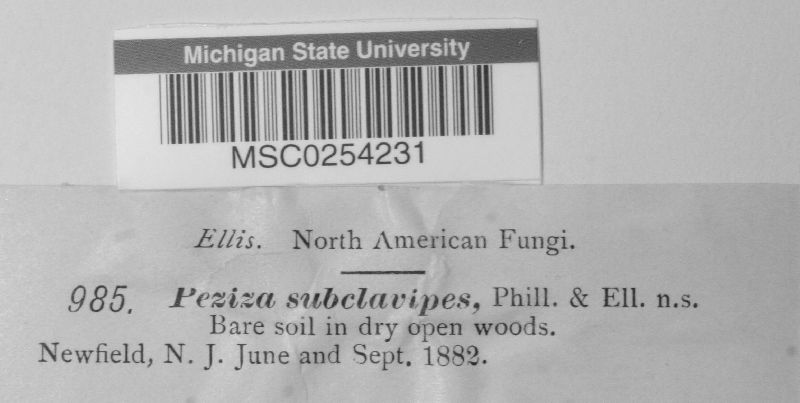 Michigan State University
MSC0254231
Ellis. North American Fungi.
985. Peziza subclavipes, Phill. & Ell. n.s.
Bare soil in dry open woods.
Newfield, N. J. June and Sept. 1882.